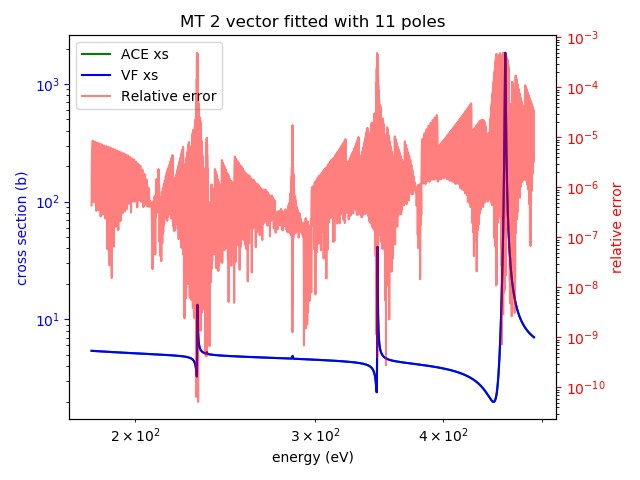 MT 2 vector fitted with 11 poles
ACE xs
VF xs
Relative error
cross section (b)
10³
10²
10¹
relative error
10⁻³
10⁻⁴
10⁻⁵
10⁻⁶
10⁻⁷
10⁻⁸
10⁻⁹
10⁻¹⁰
2 × 10² 3 × 10² 4 × 10²
energy (eV)